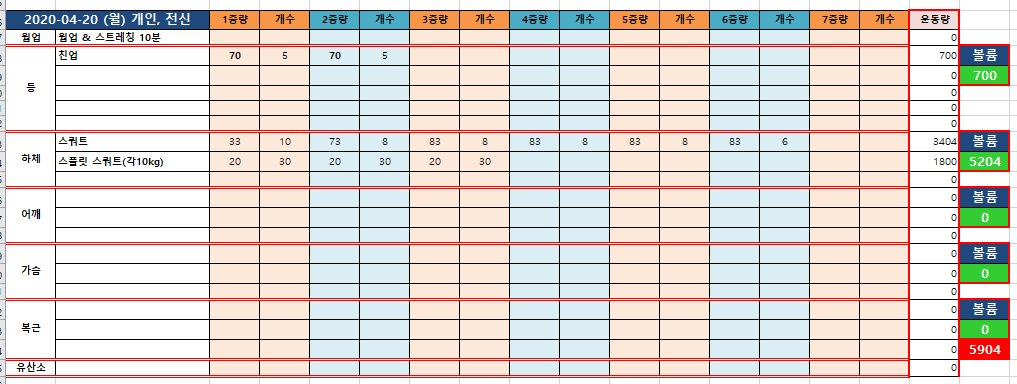 2020-04-20 (월) 개인, 전신 1중량 개수 2중량 개수 3중량 개수 4중량 개수 5중량 개수 6중량 개수 7중량 개수 운동량
웜업 웜업 & 스트레칭 10분 0
등 친업 70 5 70 5 700 볼륨
0 700
0
0
0
하체 스쿼트 33 10 73 8 83 8 83 8 83 8 83 6 3404 볼륨
스플릿 스쿼트(각10kg) 20 30 20 30 20 30 1800 5204
0
어깨 0 볼륨
0 0
0
가슴 0 볼륨
0 0
0
복근 0 볼륨
0 0
0 5904
유산소 0